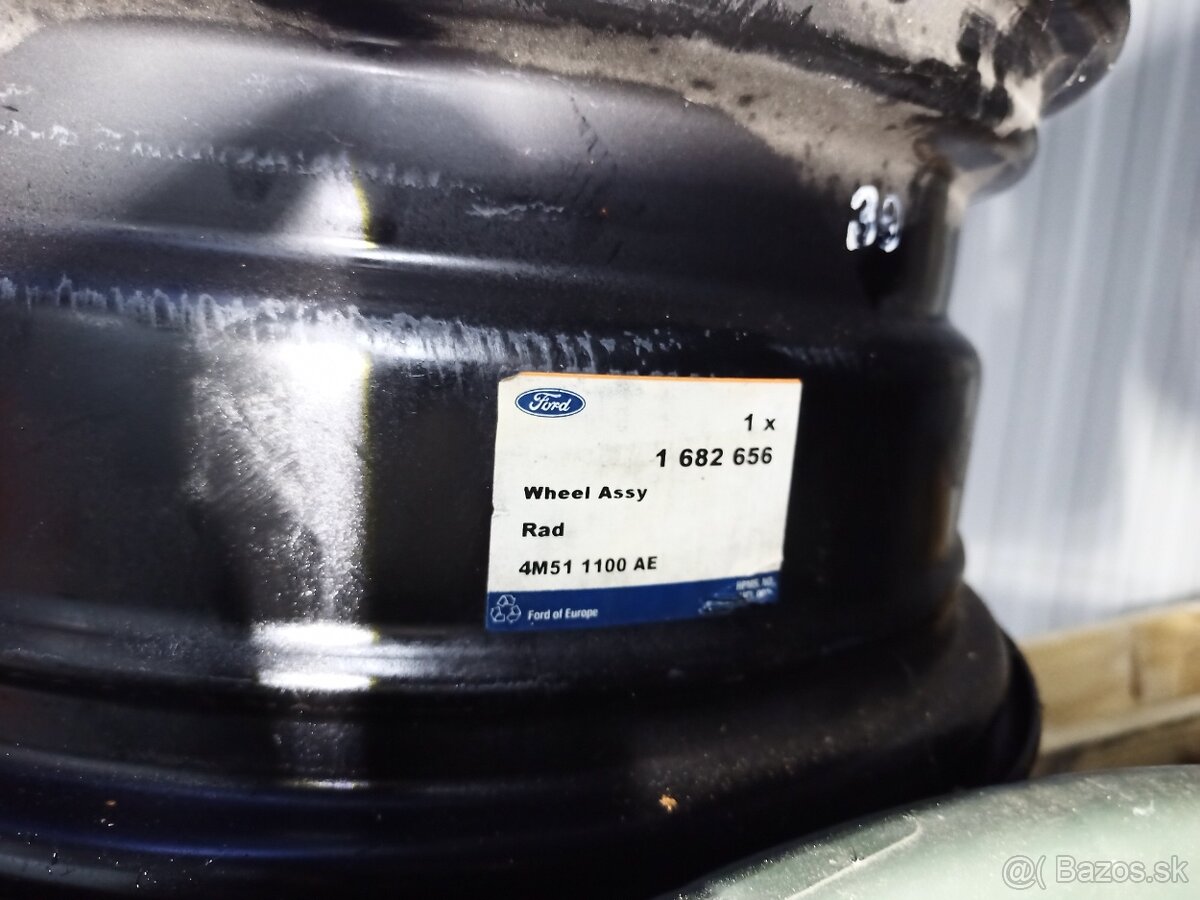 39
Ford
1 x
1 682 656
Wheel Assy
Rad
4M51 1100 AE
Ford of Europe
@( Bazos.sk